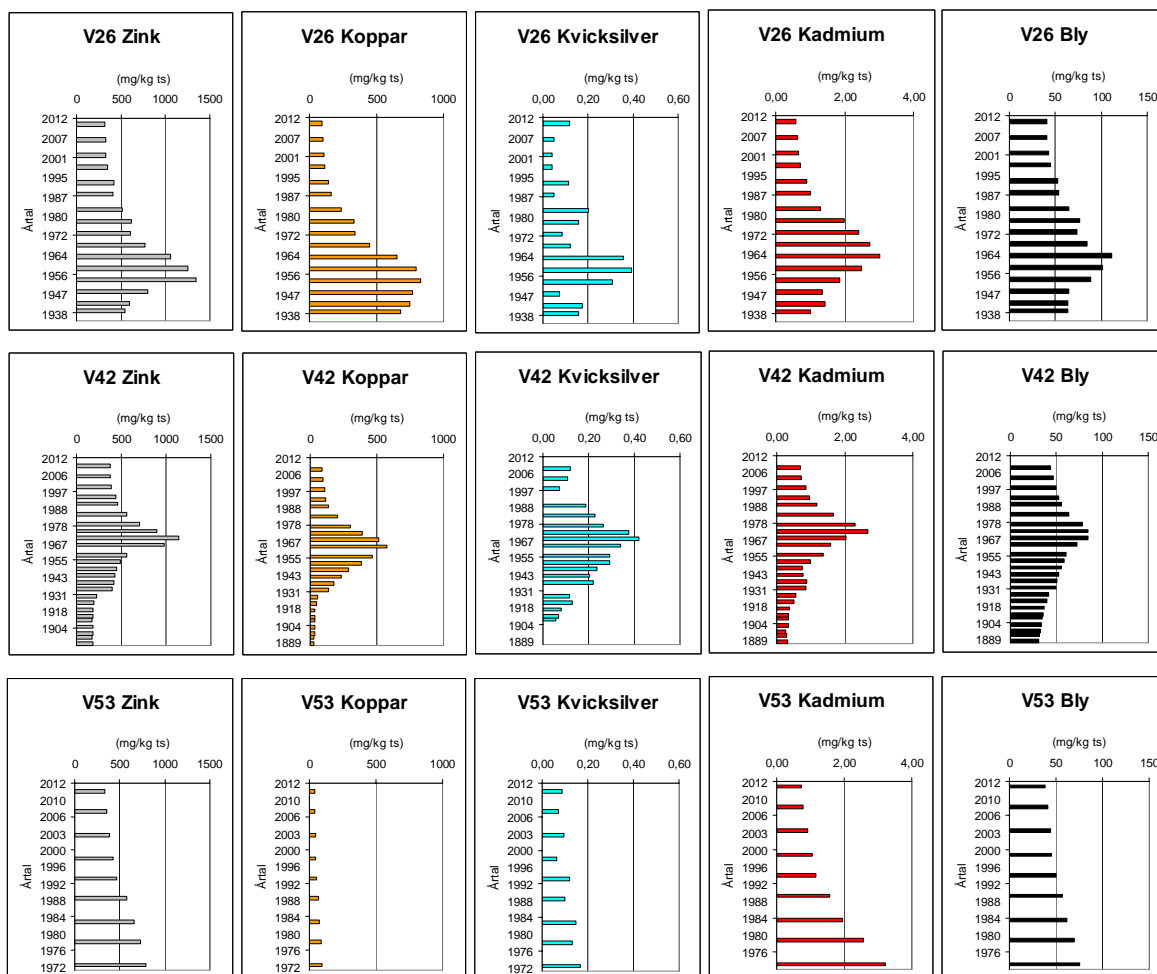 V26 Zink
(mg/kg ts)
0 500 1000 1500
2012
2007
2001
1995
1987
1980
1972
1964
1956
1947
1938
Årtal
V26 Koppar
(mg/kg ts)
0 500 1000
2012
2007
2001
1995
1987
1980
1972
1964
1956
1947
1938
Årtal
V26 Kvicksilver
(mg/kg ts)
0,00 0,20 0,40 0,60
2012
2007
2001
1995
1987
1980
1972
1964
1956
1947
1938
Årtal
V26 Kadmium
(mg/kg ts)
0,00 2,00 4,00
2012
2007
2001
1995
1987
1980
1972
1964
1956
1947
1938
Årtal
V26 Bly
(mg/kg ts)
0 50 100 150
2012
2007
2001
1995
1987
1980
1972
1964
1956
1947
1938
Årtal
V42 Zink
(mg/kg ts)
0 500 1000 1500
2012
2006
1997
1988
1978
1967
1955
1943
1931
1918
1904
Årtal
V42 Koppar
(mg/kg ts)
0 500 1000
2012
2006
1997
1988
1978
1967
1955
1943
1931
1918
1904
1889
Årtal
V42 Kvicksilver
(mg/kg ts)
0,00 0,20 0,40 0,60
2012
2006
1997
1988
1978
1967
1955
1943
1931
1918
1904
1889
Årtal
V42 Kadmium
(mg/kg ts)
0,00 2,00 4,00
2012
2006
1997
1988
1978
1967
1955
1943
1931
1918
1904
1889
Årtal
V42 Bly
(mg/kg ts)
0 50 100 150
2012
2006
1997
1988
1978
1967
1955
1943
1931
1918
1904
1889
Årtal
V53 Zink
(mg/kg ts)
0 500 1000 1500
2012
2010
2006
2003
2000
1996
1992
1988
1984
1980
1976
1972
Årtal
V53 Koppar
(mg/kg ts)
0 500 1000
2012
2010
2006
2003
2000
1996
1992
1988
1984
1980
1976
1972
Årtal
V53 Kvicksilver
(mg/kg ts)
0,00 0,20 0,40 0,60
2012
2010
2006
2003
2000
1996
1992
1988
1984
1980
1976
1972
Årtal
V53 Kadmium
(mg/kg ts)
0,00 2,00 4,00
2012
2010
2006
2003
2000
1996
1992
1988
1984
1980
1976
Årtal
V53 Bly
(mg/kg ts)
0 50 100 150
2012
2010
2006
2003
2000
1996
1992
1988
1984
1980
1976
Årtal